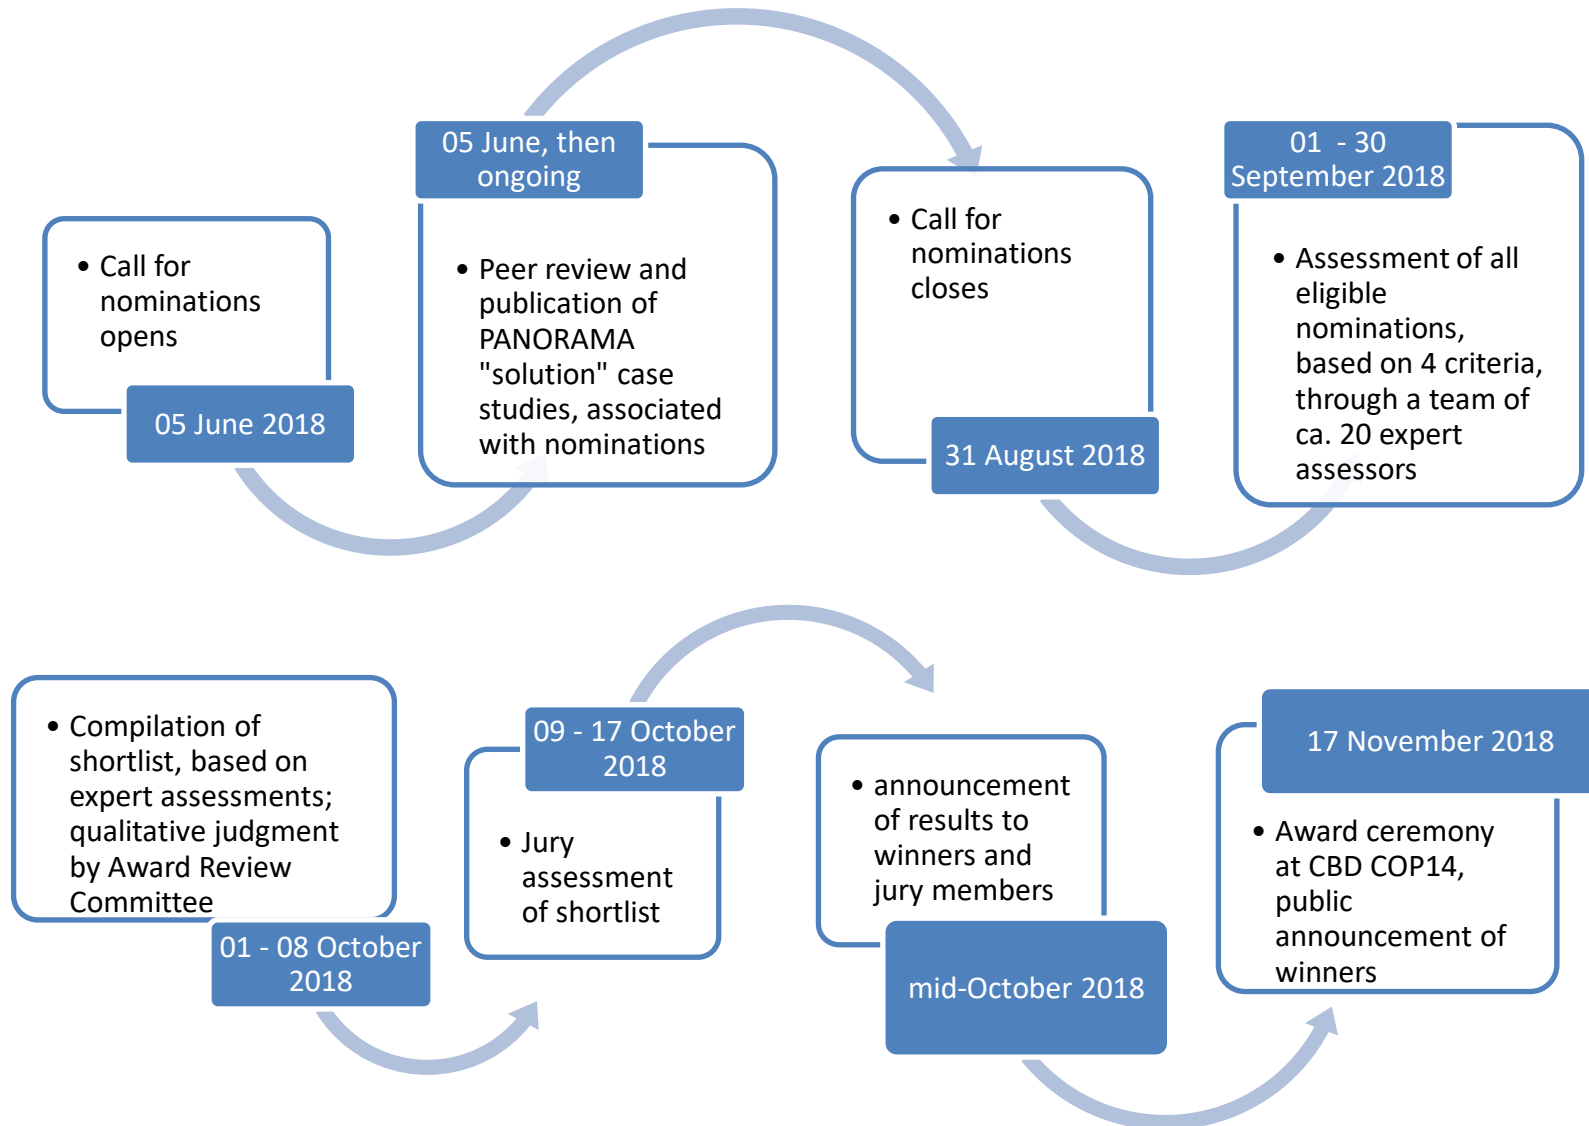 • Call for
nominations
opens
05 June 2018
05 June, then
ongoing
• Peer review and
publication of
PANORAMA
"solution" case
studies, associated
with nominations
• Call for
nominations
closes
31 August 2018
01 - 30
September 2018
• Assessment of all
eligible
nominations,
based on 4 criteria,
through a team of
ca. 20 expert
assessors
• Compilation of
shortlist, based on
expert assessments;
qualitative judgment
by Award Review
Committee
01 - 08 October
2018
09 - 17 October
2018
• Jury
assessment
of shortlist
• announcement
of results to
winners and
jury members
mid-October 2018
17 November 2018
• Award ceremony
at CBD COP14,
public
announcement of
winners